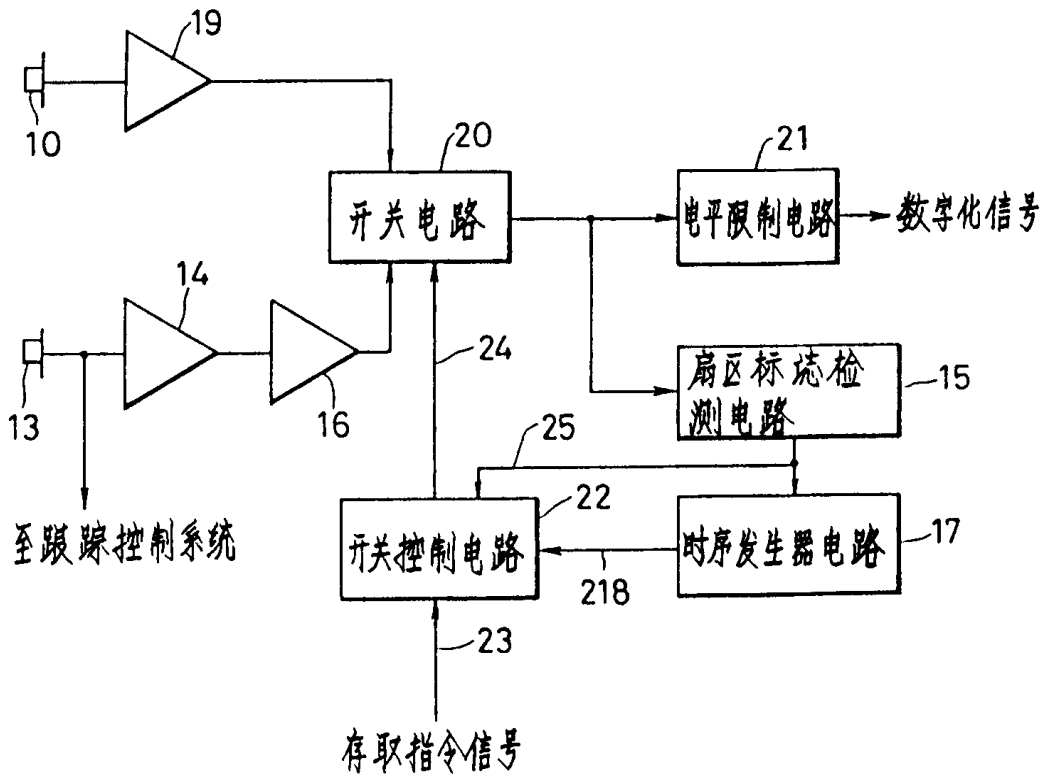 19
10
20
开关电路
21
电平限制电路
数字化信号
14
13
16
24
扇区标志检
测电路
15
25
至跟踪控制系统
22
开关控制电路
218
时序发生器电路
17
23
存取指令信号